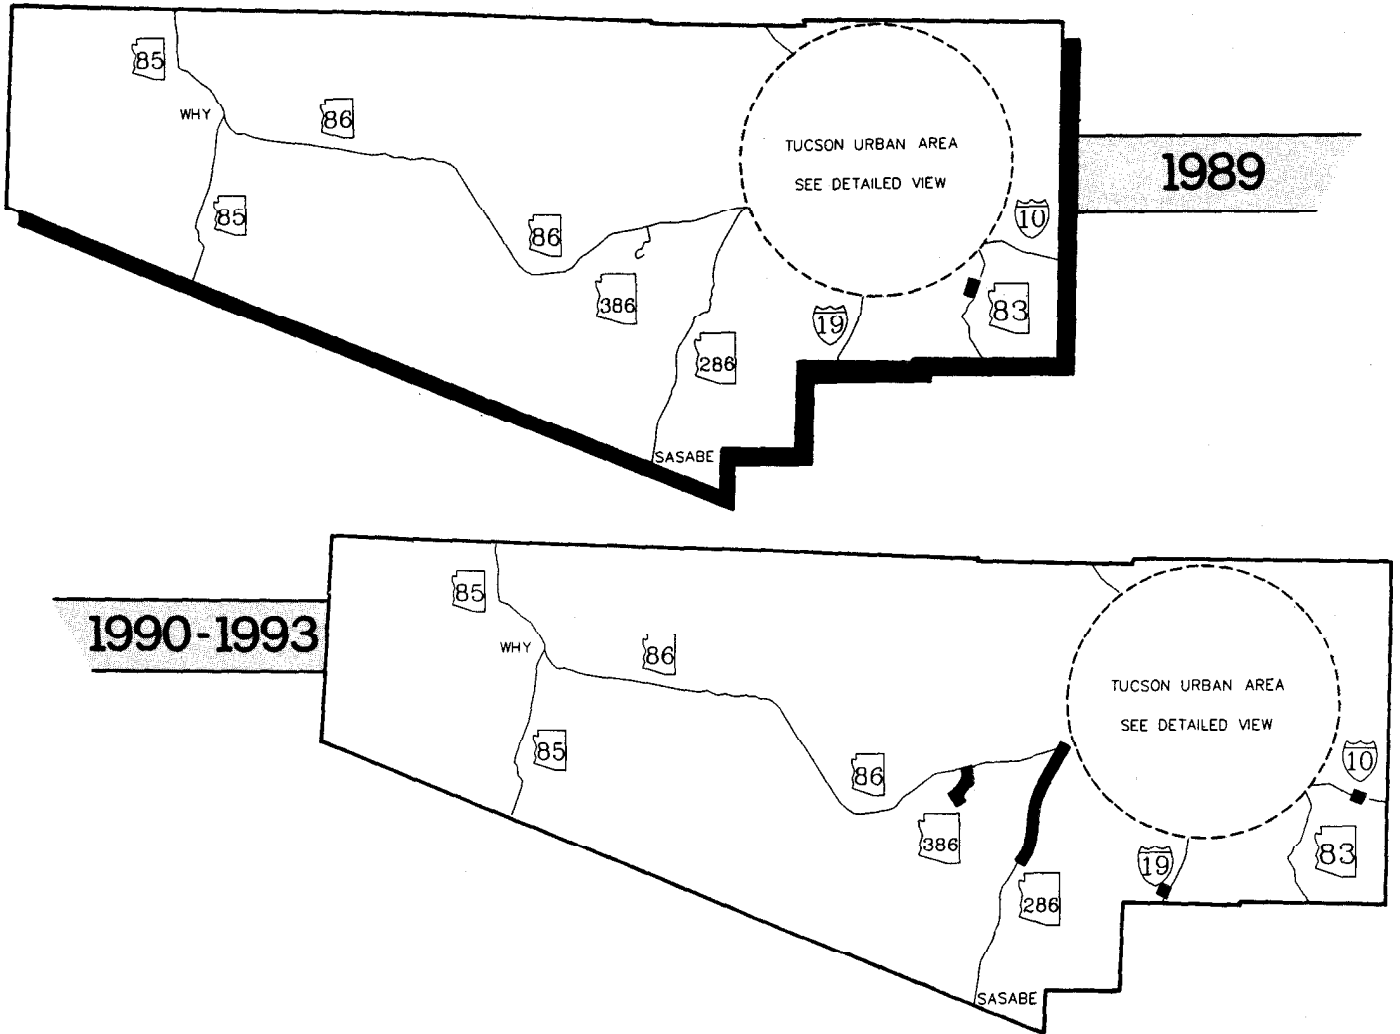 85
WHY
86
TUCSON URBAN AREA
SEE DETAILED VIEW
1989
85
86
10
386
83
19
286
SASABE
1990-1993
85
WHY
86
TUCSON URBAN AREA
SEE DETAILED VIEW
85
86
10
386
83
19
286
SASABE